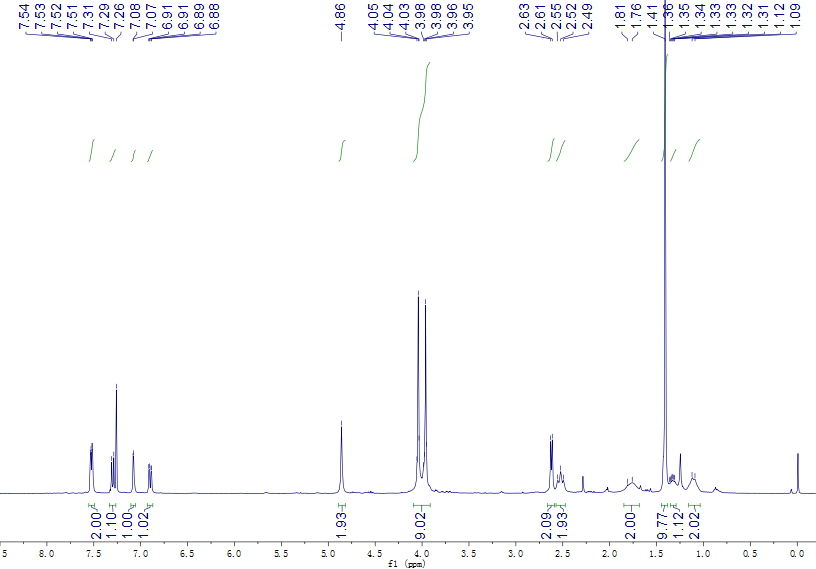 7.54 7.53 7.52 7.51 7.31 7.29 7.26 7.08 7.07 6.91 6.91 6.89 6.88 4.86 4.05 4.04 4.03 3.98 3.98 3.96 3.95 2.63 2.61 2.55 2.52 2.49 1.81 1.76 1.41 1.36 1.35 1.34 1.33 1.33 1.32 1.31 1.12 1.09
2.00 1.10 1.00 1.02 1.93 9.02 2.09 1.93 2.00 9.77 1.12 2.02
5 8.0 7.5 7.0 6.5 6.0 5.5 5.0 4.5 4.0 3.5 3.0 2.5 2.0 1.5 1.0 0.5 0.0
f1 (ppm)